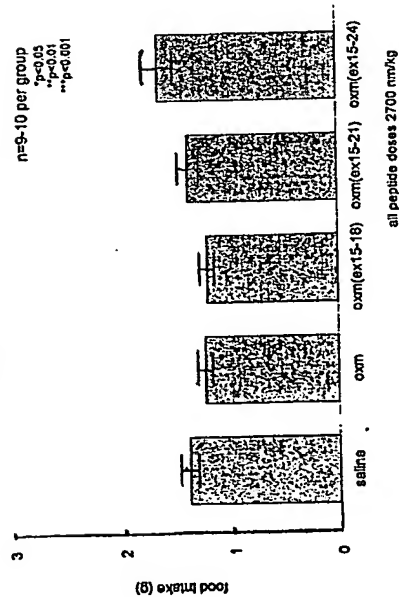 n=9-10 per group
*p<0.05
**p<0.01
***p<0.001
food intake (g)
3
2
1
0
saline
oxm
oxm(ex15-18)
oxm(ex15-21)
oxm(ex15-24)
all peptide doses 2700 nm/kg